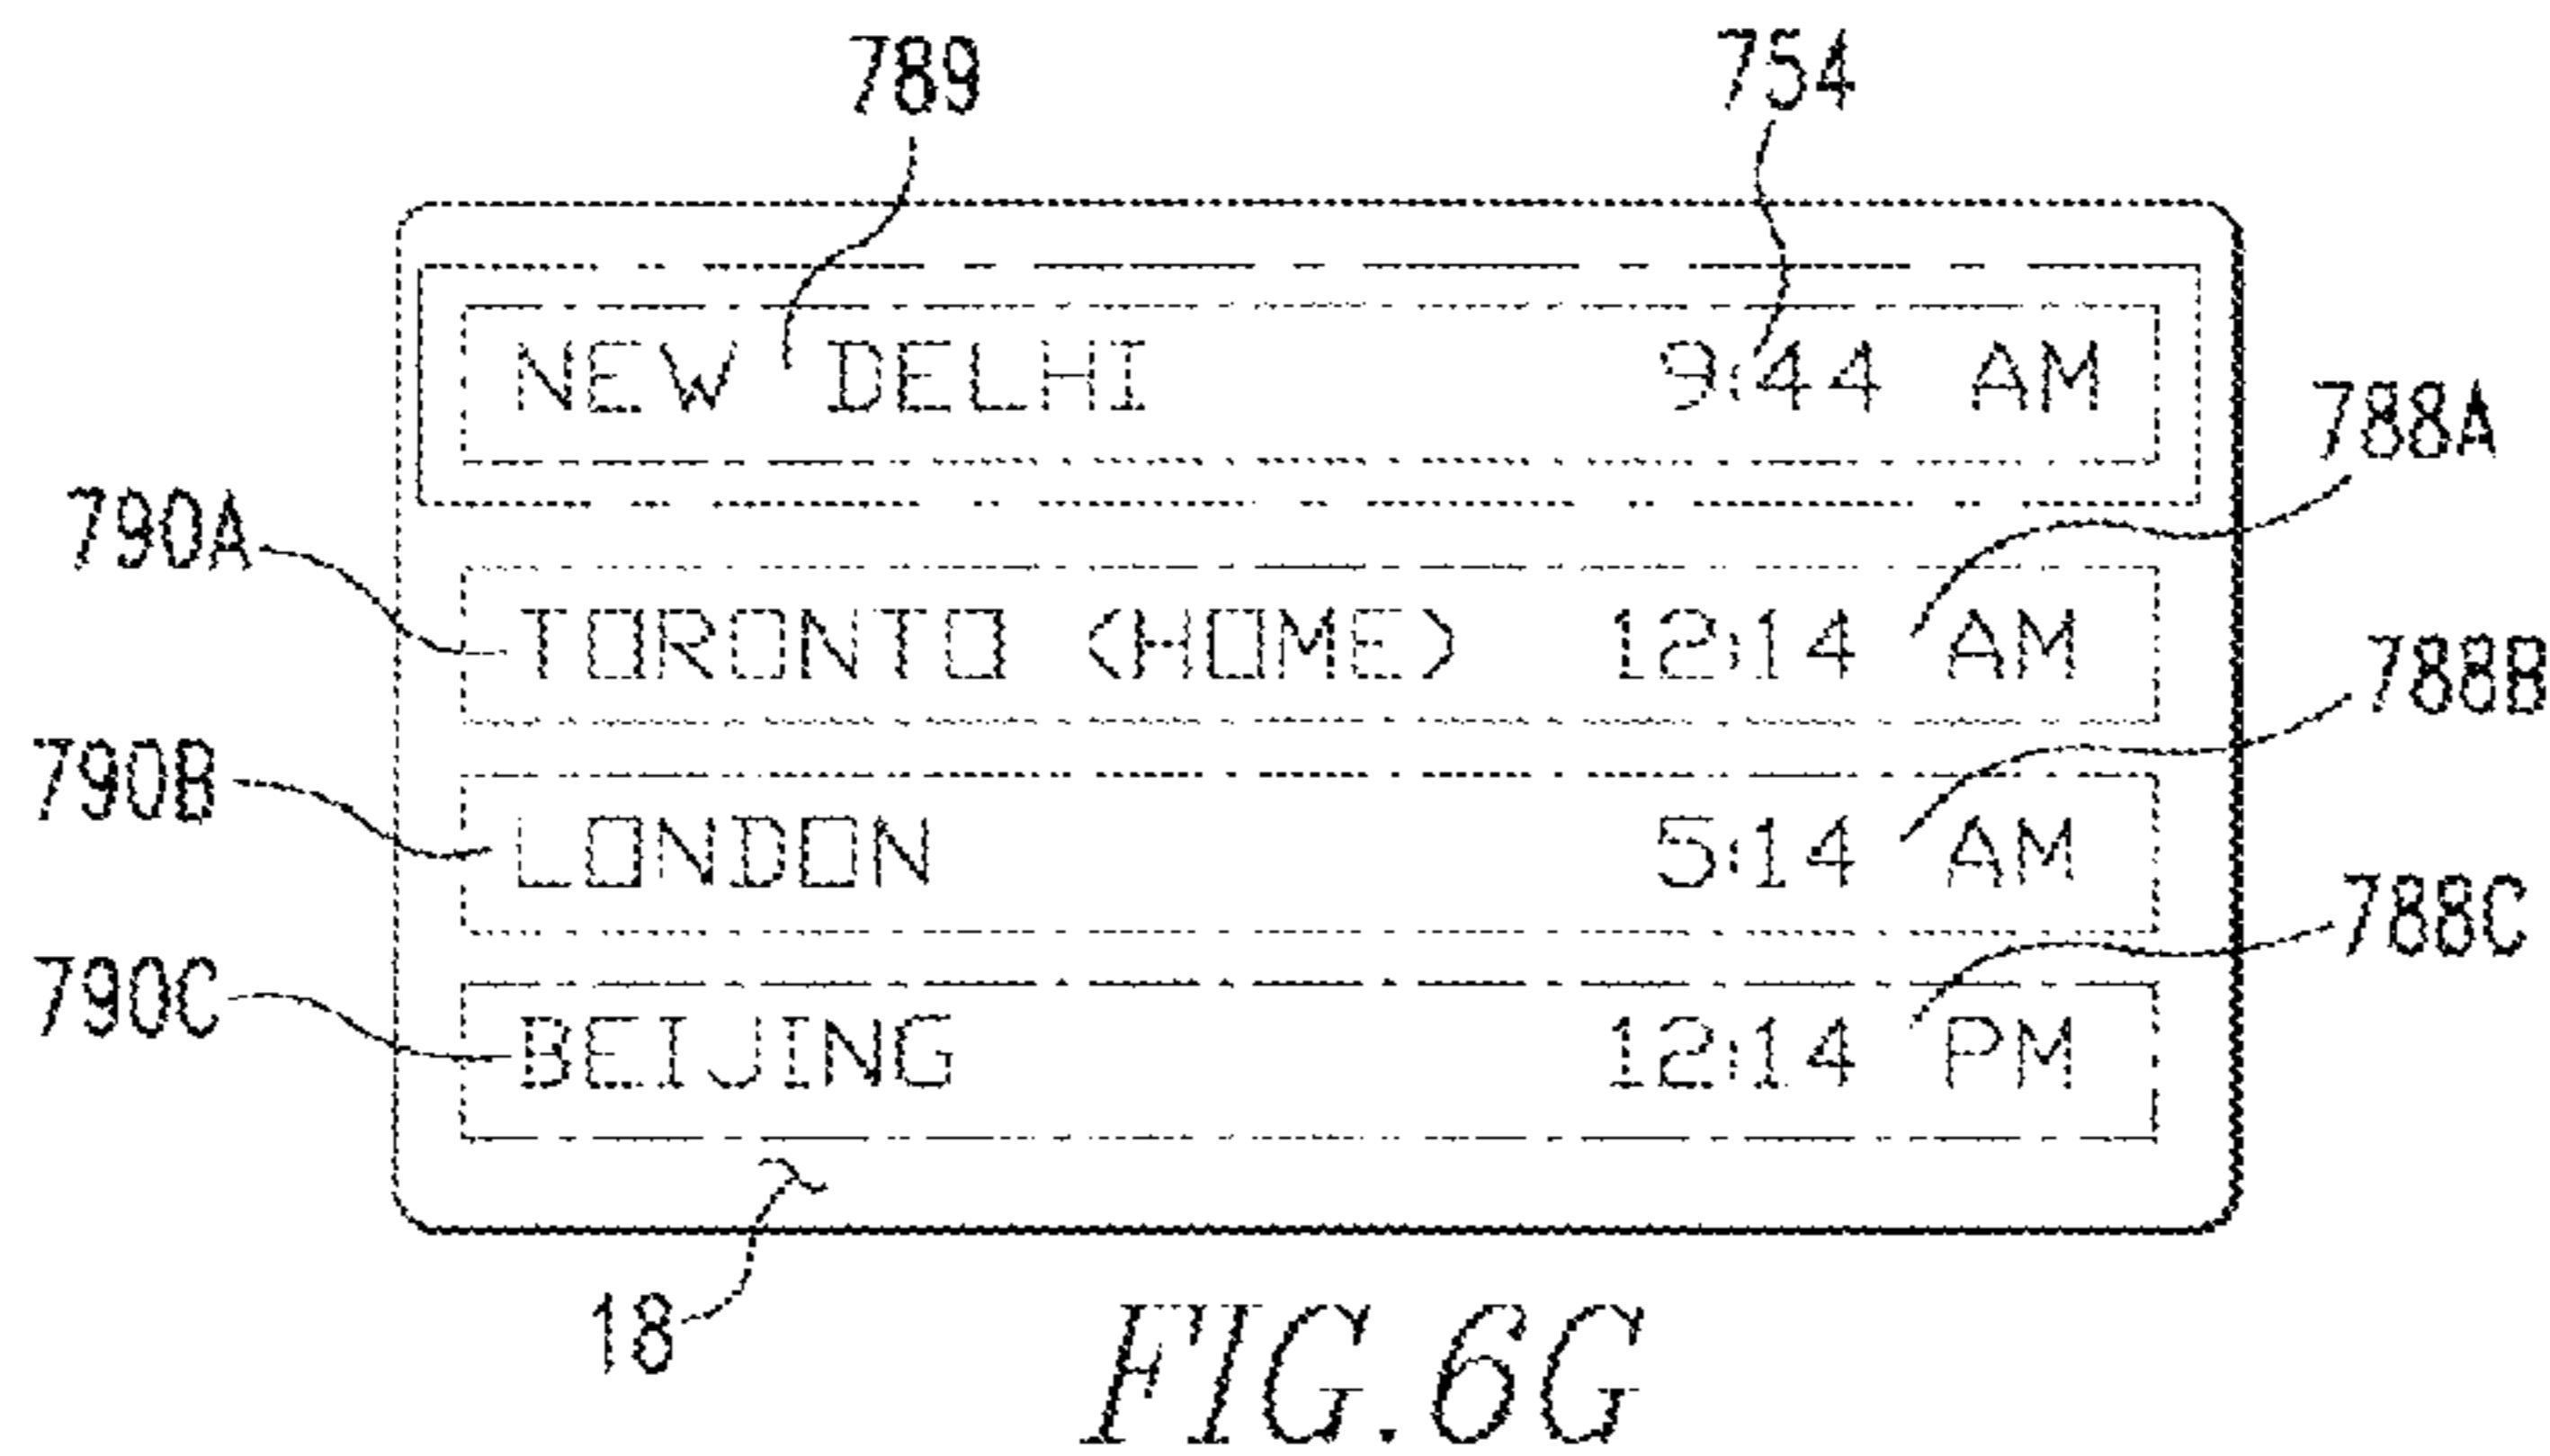 789 754
NEW DELHI 9:44 AM
788A
790A TORONTO <HOME> 12:14 AM
788B
790B LONDON 5:14 AM
788C
790C BEIJING 12:14 PM
18
FIG.6G